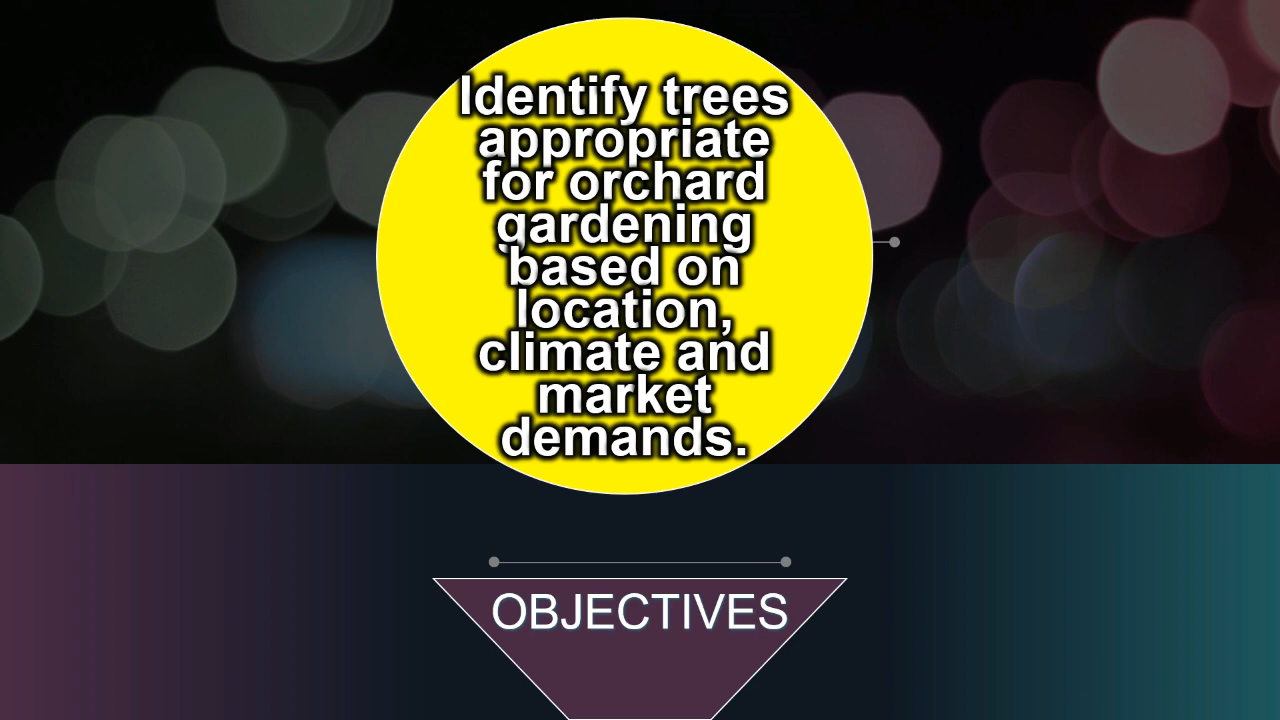 Identify trees
appropriate
for orchard
gardening
based on
location,
climate and
market
demands.
OBJECTIVES